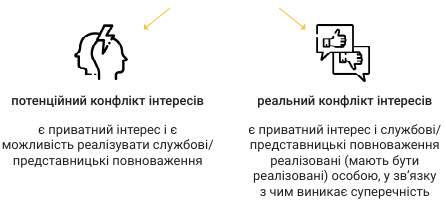 потенційний конфлікт інтересів
є приватний інтерес і є
можливість реалізувати службові/
представницькі повноваження
реальний конфлікт інтересів
є приватний інтерес і службові/
представницькі повноваження
реалізовані (мають бути
реалізовані) особою, у зв’язку
з чим виникає суперечність